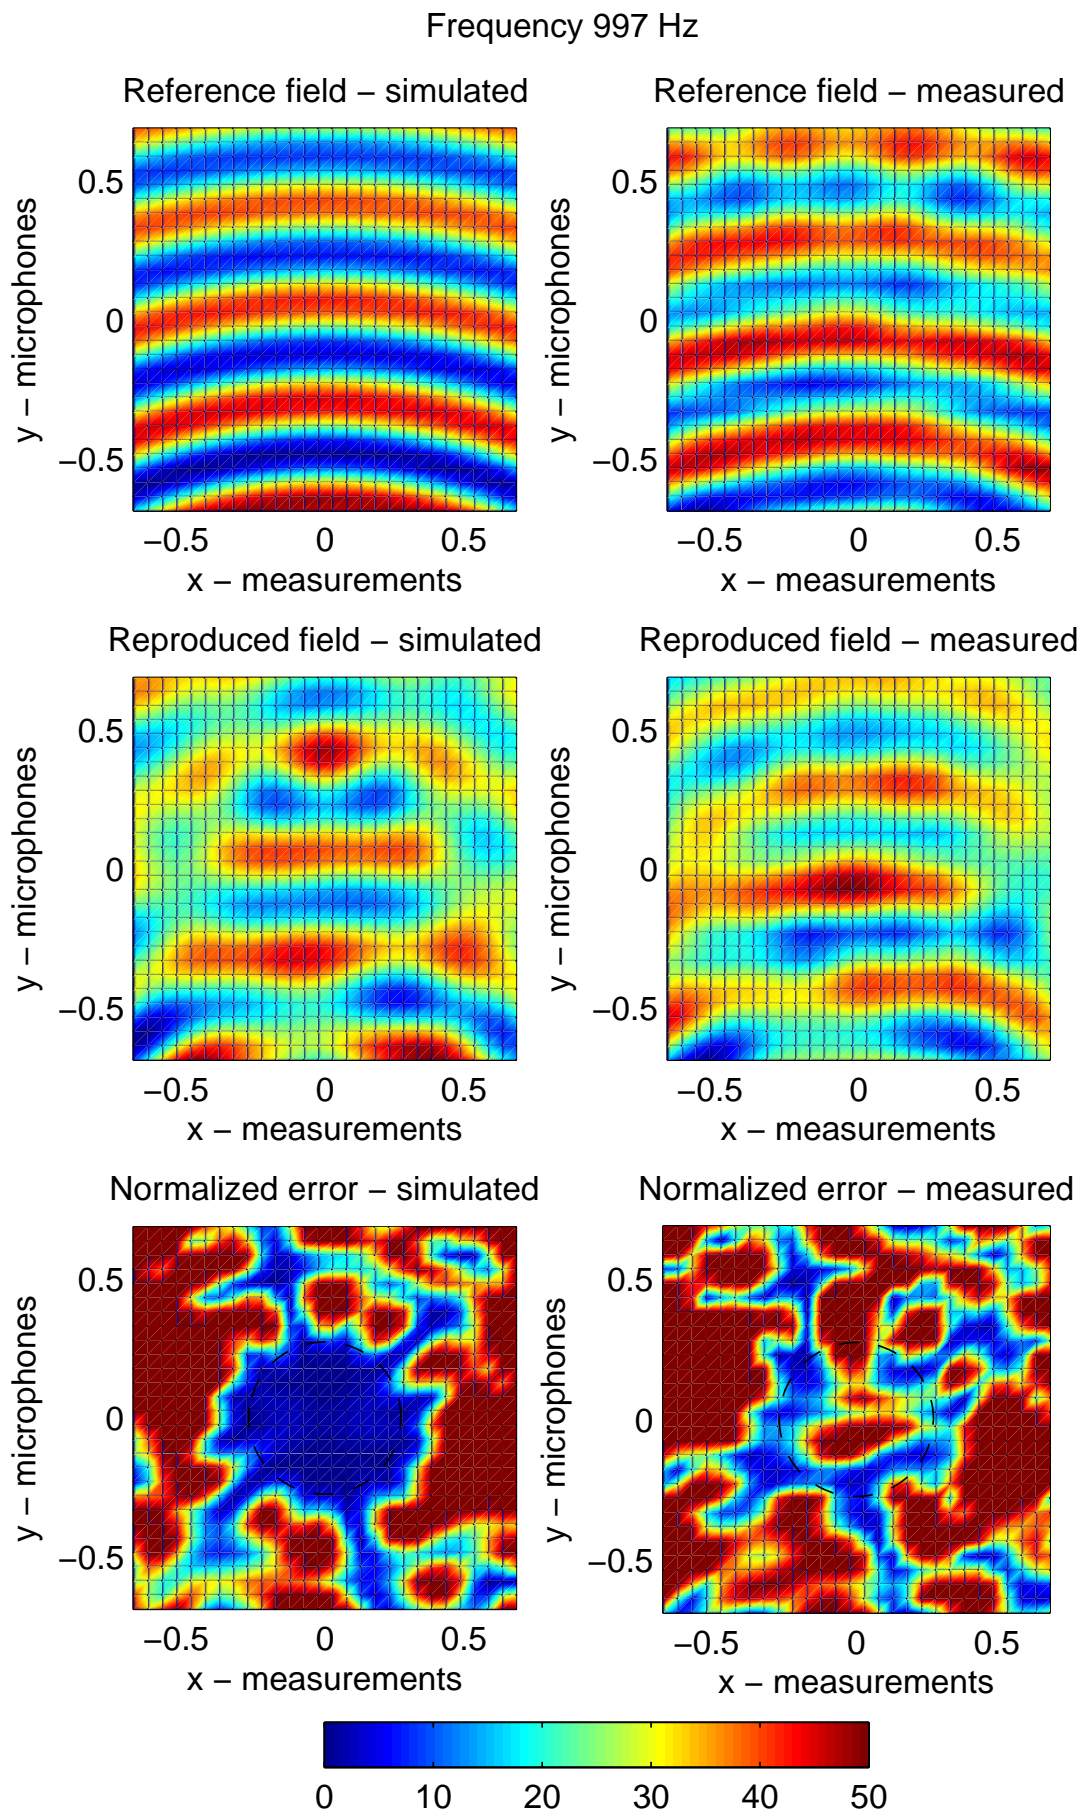 Frequency 997 Hz
Reference field – simulated
Reference field – measured
0.5
0
−0.5
y – microphones
−0.5 0 0.5
x – measurements
0.5
0
−0.5
y – microphones
−0.5 0 0.5
x – measurements
Reproduced field – simulated
Reproduced field – measured
0.5
0
−0.5
y – microphones
−0.5 0 0.5
x – measurements
0.5
0
−0.5
y – microphones
−0.5 0 0.5
x – measurements
Normalized error – simulated
Normalized error – measured
0.5
0
−0.5
y – microphones
−0.5 0 0.5
x – measurements
0.5
0
−0.5
y – microphones
−0.5 0 0.5
x – measurements
0 10 20 30 40 50